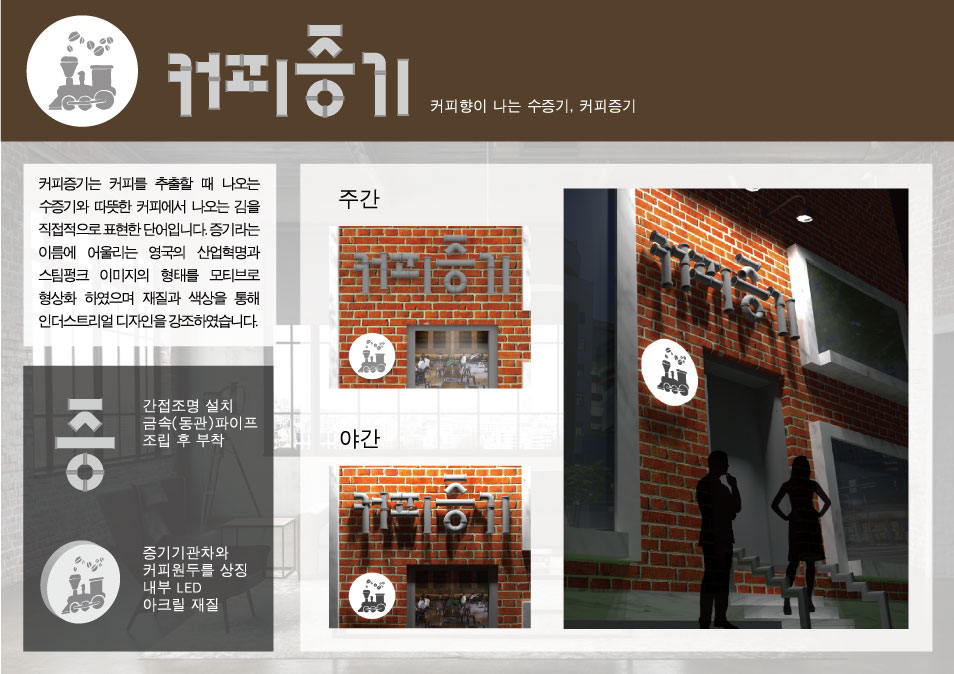 커피증기
커피향이 나는 수증기, 커피증기
커피증기는 커피를 추출할 때 나오는
수증기와 따뜻한 커피에서 나오는 김을
직접적으로 표현한 단어입니다. 증기라는
이름에 어울리는 영국의 산업혁명과
스팀펑크 이미지의 형태를 모티브로
형상화 하였으며 재질과 색상을 통해
인더스트리얼 디자인을 강조하였습니다.
증
간접조명 설치
금속(동관)파이프
조립 후 부착
증기기관차와
커피원두를 상징
내부 LED
아크릴 재질
주간
커피증기
야간
커피증기
커피증기